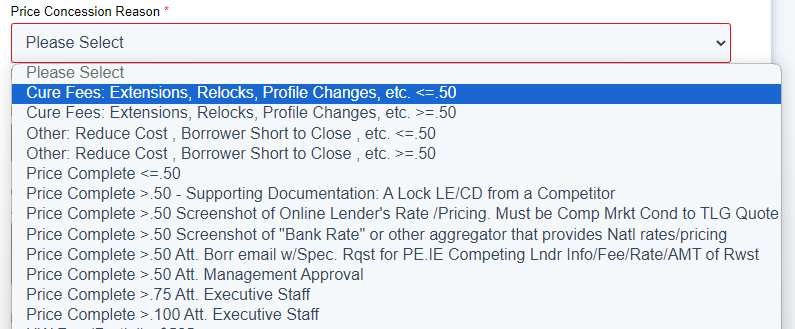 Price Concession Reason *
Please Select
Please Select
Cure Fees: Extensions, Relocks, Profile Changes, etc. <=.50
Cure Fees: Extensions, Relocks, Profile Changes, etc. >=.50
Other: Reduce Cost , Borrower Short to Close , etc. <=.50
Other: Reduce Cost , Borrower Short to Close , etc. >=.50
Price Complete <=.50
Price Complete >.50 - Supporting Documentation: A Lock LE/CD from a Competitor
Price Complete >.50 Screenshot of Online Lender's Rate /Pricing. Must be Comp Mrkt Cond to TLG Quote
Price Complete >.50 Screenshot of "Bank Rate" or other aggregator that provides Natl rates/pricing
Price Complete >.50 Att. Borr email w/Spec. Rqst for PE.IE Competing Lndr Info/Fee/Rate/AMT of Rwst
Price Complete >.50 Att. Management Approval
Price Complete >.75 Att. Executive Staff
Price Complete >.100 Att. Executive Staff